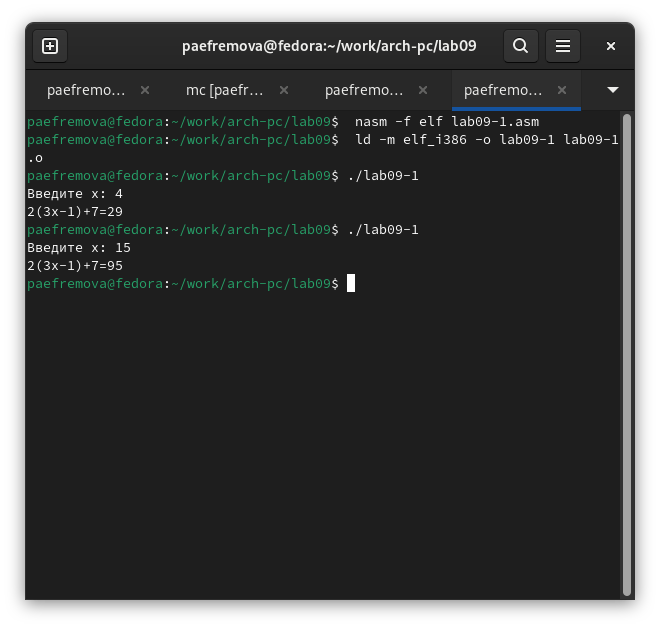 paefremova@fedora:~/work/arch-pc/lab09
paefremo... mc [paefr... paefremo... paefremo...
paefremova@fedora:~/work/arch-pc/lab09$  nasm -f elf lab09-1.asm
paefremova@fedora:~/work/arch-pc/lab09$  ld -m elf_i386 -o lab09-1 lab09-1
.o
paefremova@fedora:~/work/arch-pc/lab09$ ./lab09-1
Введите x: 4
2(3x-1)+7=29
paefremova@fedora:~/work/arch-pc/lab09$ ./lab09-1
Введите x: 15
2(3x-1)+7=95
paefremova@fedora:~/work/arch-pc/lab09$